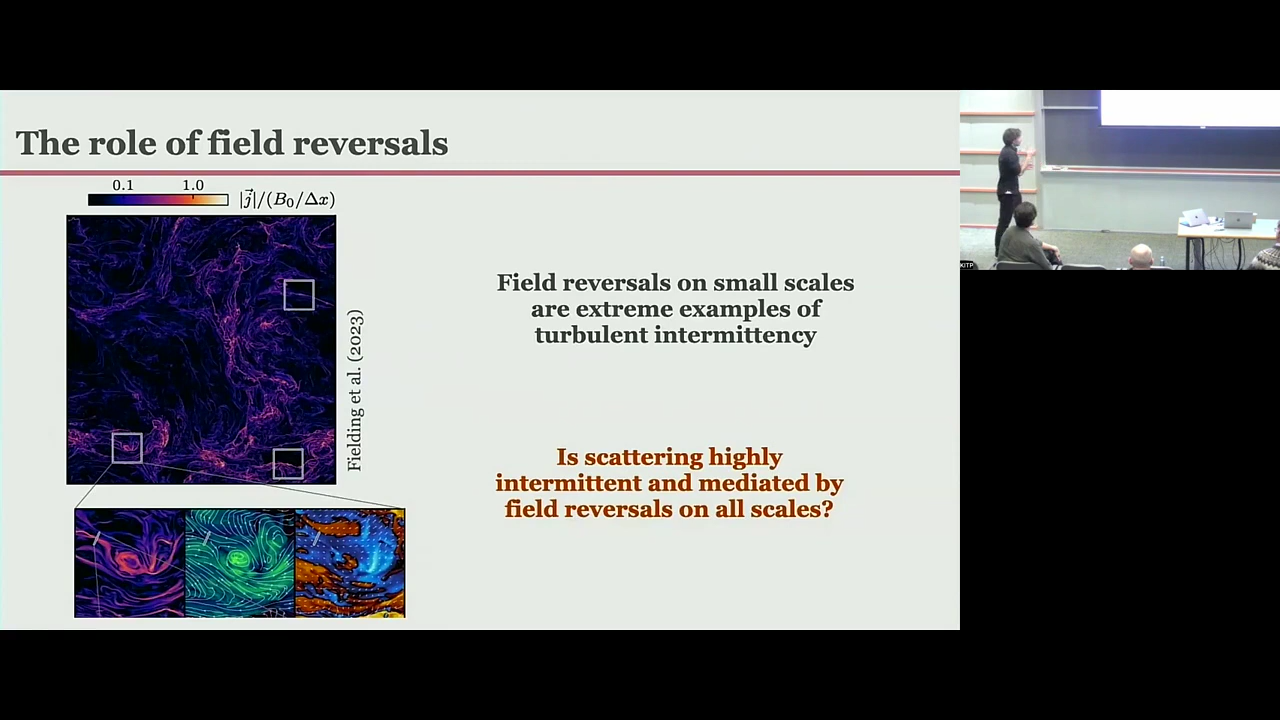 The role of field reversals
0.1 1.0 |j⃗|/(B₀/Δx)
Fielding et al. (2023)
Field reversals on small scales
are extreme examples of
turbulent intermittency
Is scattering highly
intermittent and mediated by
field reversals on all scales?
KITP